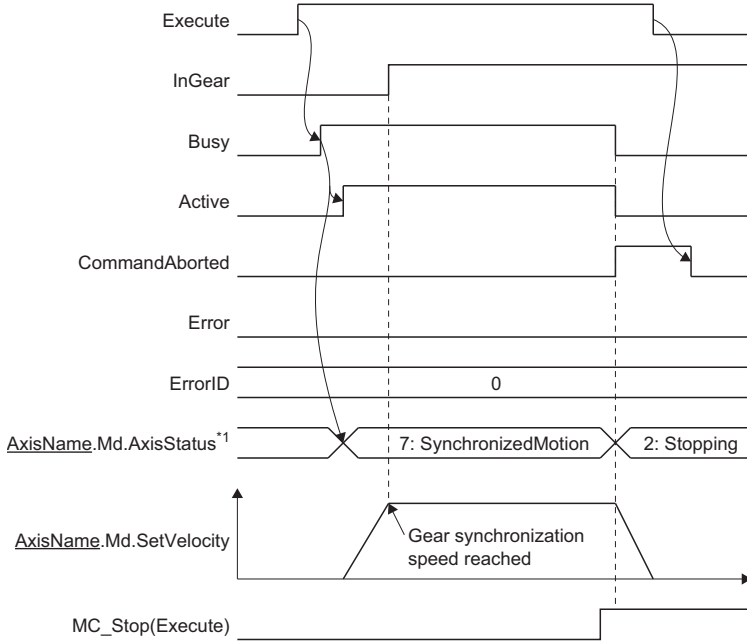 Execute
InGear
Busy
Active
CommandAborted
Error
ErrorID
0
AxisName.Md.AxisStatus*1
7: SynchronizedMotion
2: Stopping
AxisName.Md.SetVelocity
Gear synchronization
speed reached
MC_Stop(Execute)